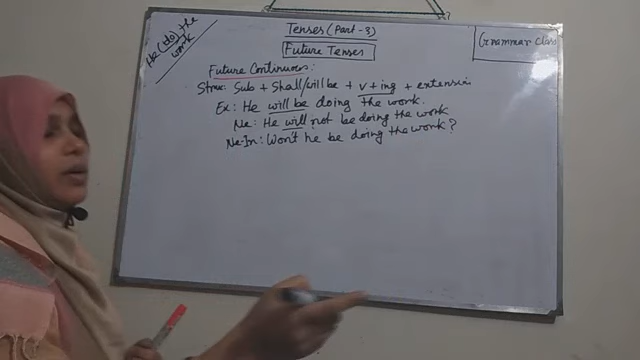 He (do) the
work
Tenses (Part-3)
Future Tenses
Grammar Class
Future Continuous:
Struc: Sub + Shall/will be + v+ing + extension
Ex: He will be doing the work.
Ne: He will not be doing the work
Ne-In: Won't he be doing the work?